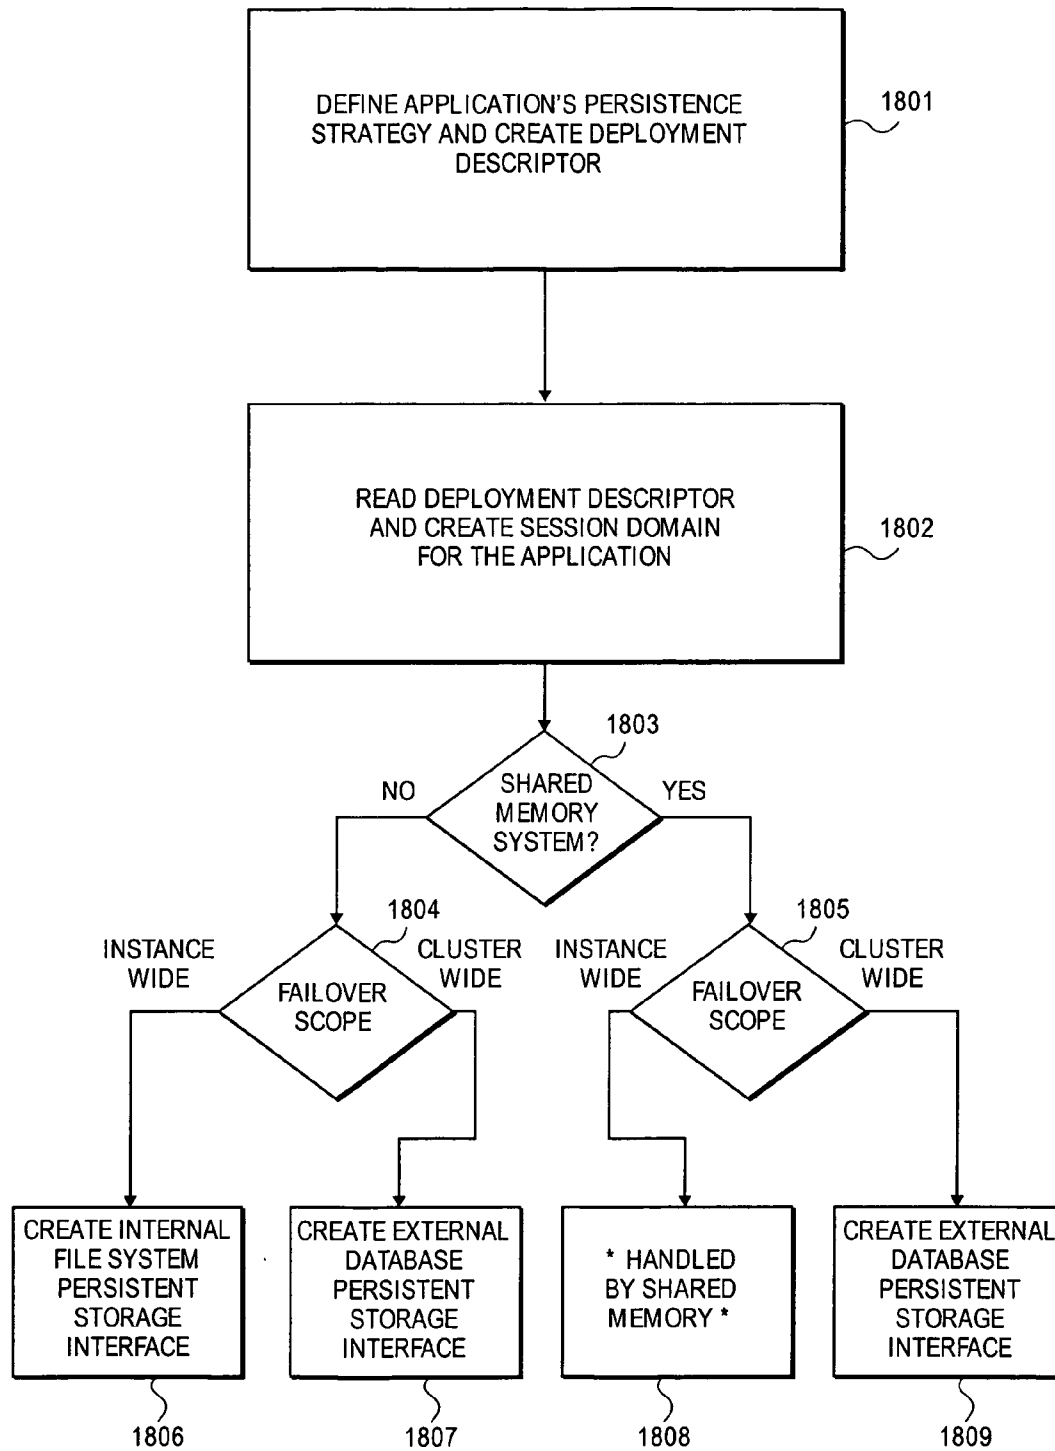 DEFINE APPLICATION'S PERSISTENCE
STRATEGY AND CREATE DEPLOYMENT
DESCRIPTOR
1801
READ DEPLOYMENT DESCRIPTOR
AND CREATE SESSION DOMAIN
FOR THE APPLICATION
1802
1803
SHARED
MEMORY
SYSTEM?
NO
YES
1804
INSTANCE
WIDE
FAILOVER
SCOPE
CLUSTER
WIDE
1805
INSTANCE
WIDE
FAILOVER
SCOPE
CLUSTER
WIDE
CREATE INTERNAL
FILE SYSTEM
PERSISTENT
STORAGE
INTERFACE
CREATE EXTERNAL
DATABASE
PERSISTENT
STORAGE
INTERFACE
* HANDLED
BY SHARED
MEMORY *
CREATE EXTERNAL
DATABASE
PERSISTENT
STORAGE
INTERFACE
1806
1807
1808
1809